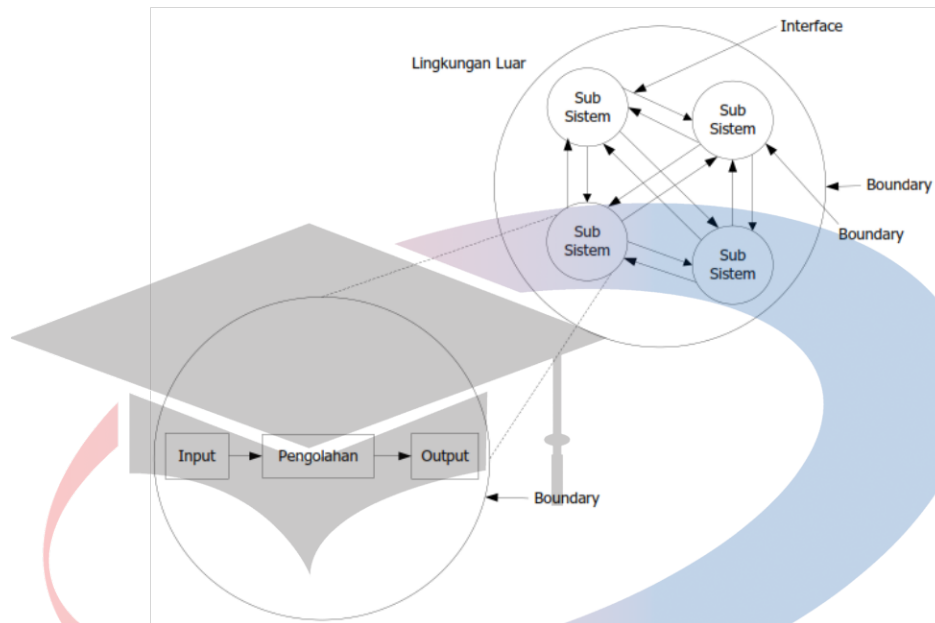 Interface
Lingkungan Luar
Sub
Sistem
Sub
Sistem
Boundary
Boundary
Sub
Sistem
Sub
Sistem
Input
Pengolahan
Output
Boundary